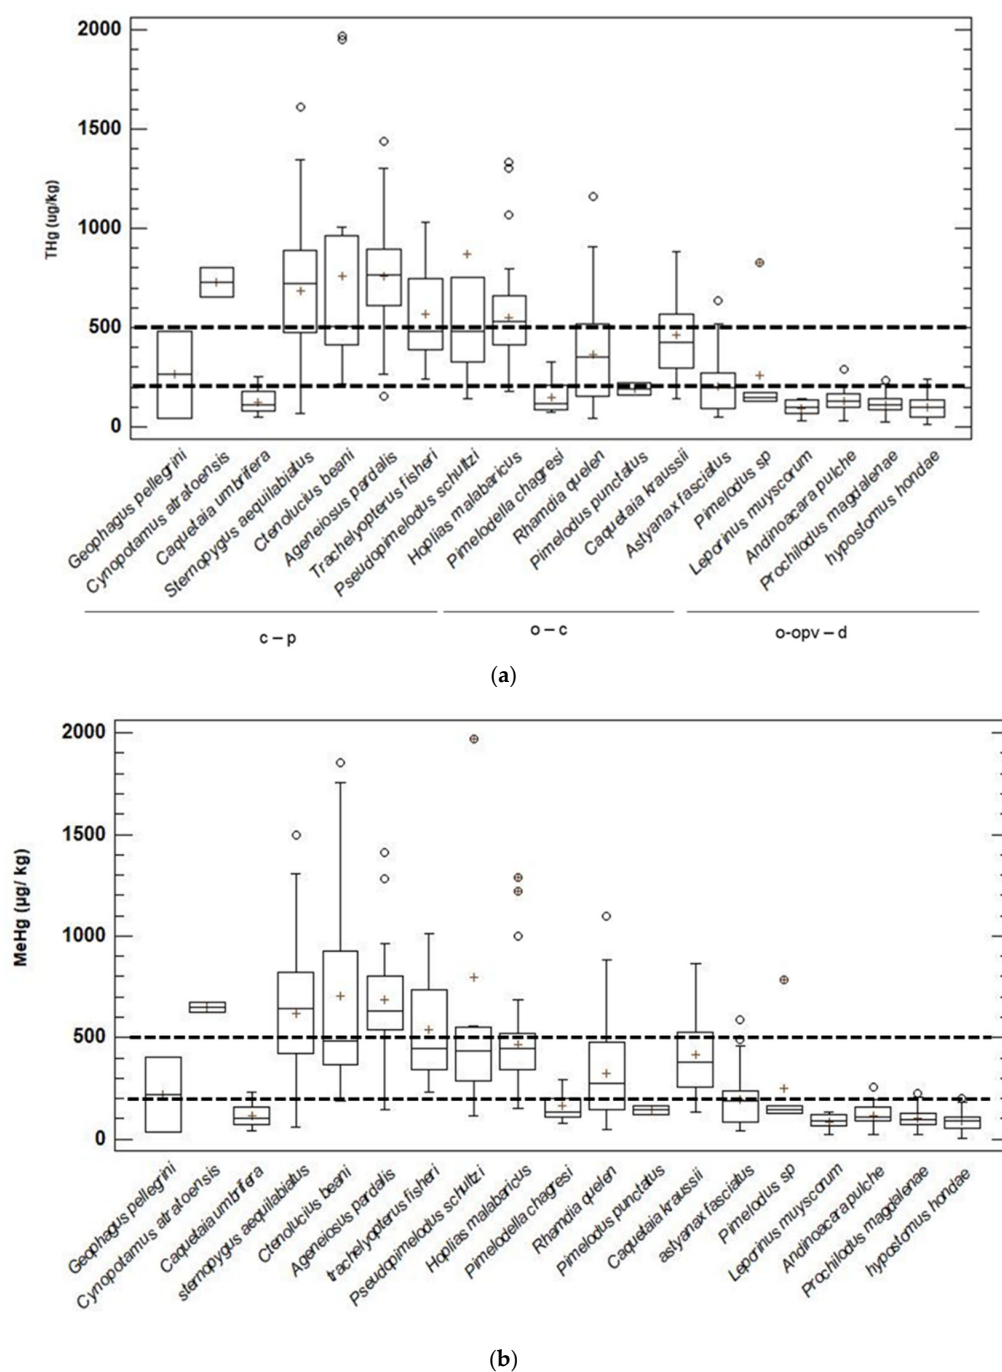 2000
1500
1000
500
0
THg (ug/kg)
Geophagus pellegrini
Cynopotamus atratoensis
Caquetaia umbrifera
Sternopygus aequilabiatus
Ctenolucius beani
Ageneiosus pardalis
Trachelyopterus fisheri
Pseudopimelodus schultzi
Hoplias malabaricus
Pimelodella chagresi
Rhamdia quelen
Pimelodus punctatus
Caquetaia kraussii
Astyanax fasciatus
Pimelodus sp
Leporinus muyscorum
Andinoacara pulche
Prochilodus magdalenae
hypostomus hondae
c – p
o – c
o-opv – d
(a)
2000
1500
1000
500
0
MeHg (µg/ kg)
Geophagus pellegrini
Cynopotamus atratoensis
Caquetaia umbrifera
sternopygus aequilabiatus
Ctenolucius beani
Ageneiosus pardalis
trachelyopterus fisheri
Pseudopimelodus schultzi
Hoplias malabaricus
Pimelodella chagresi
Rhamdia quelen
Pimelodus punctatus
Caquetaia kraussii
astyanax fasciatus
Pimelodus sp
Leporinus muyscorum
Andinoacara pulche
Prochilodus magdalenae
hypostomus hondae
(b)